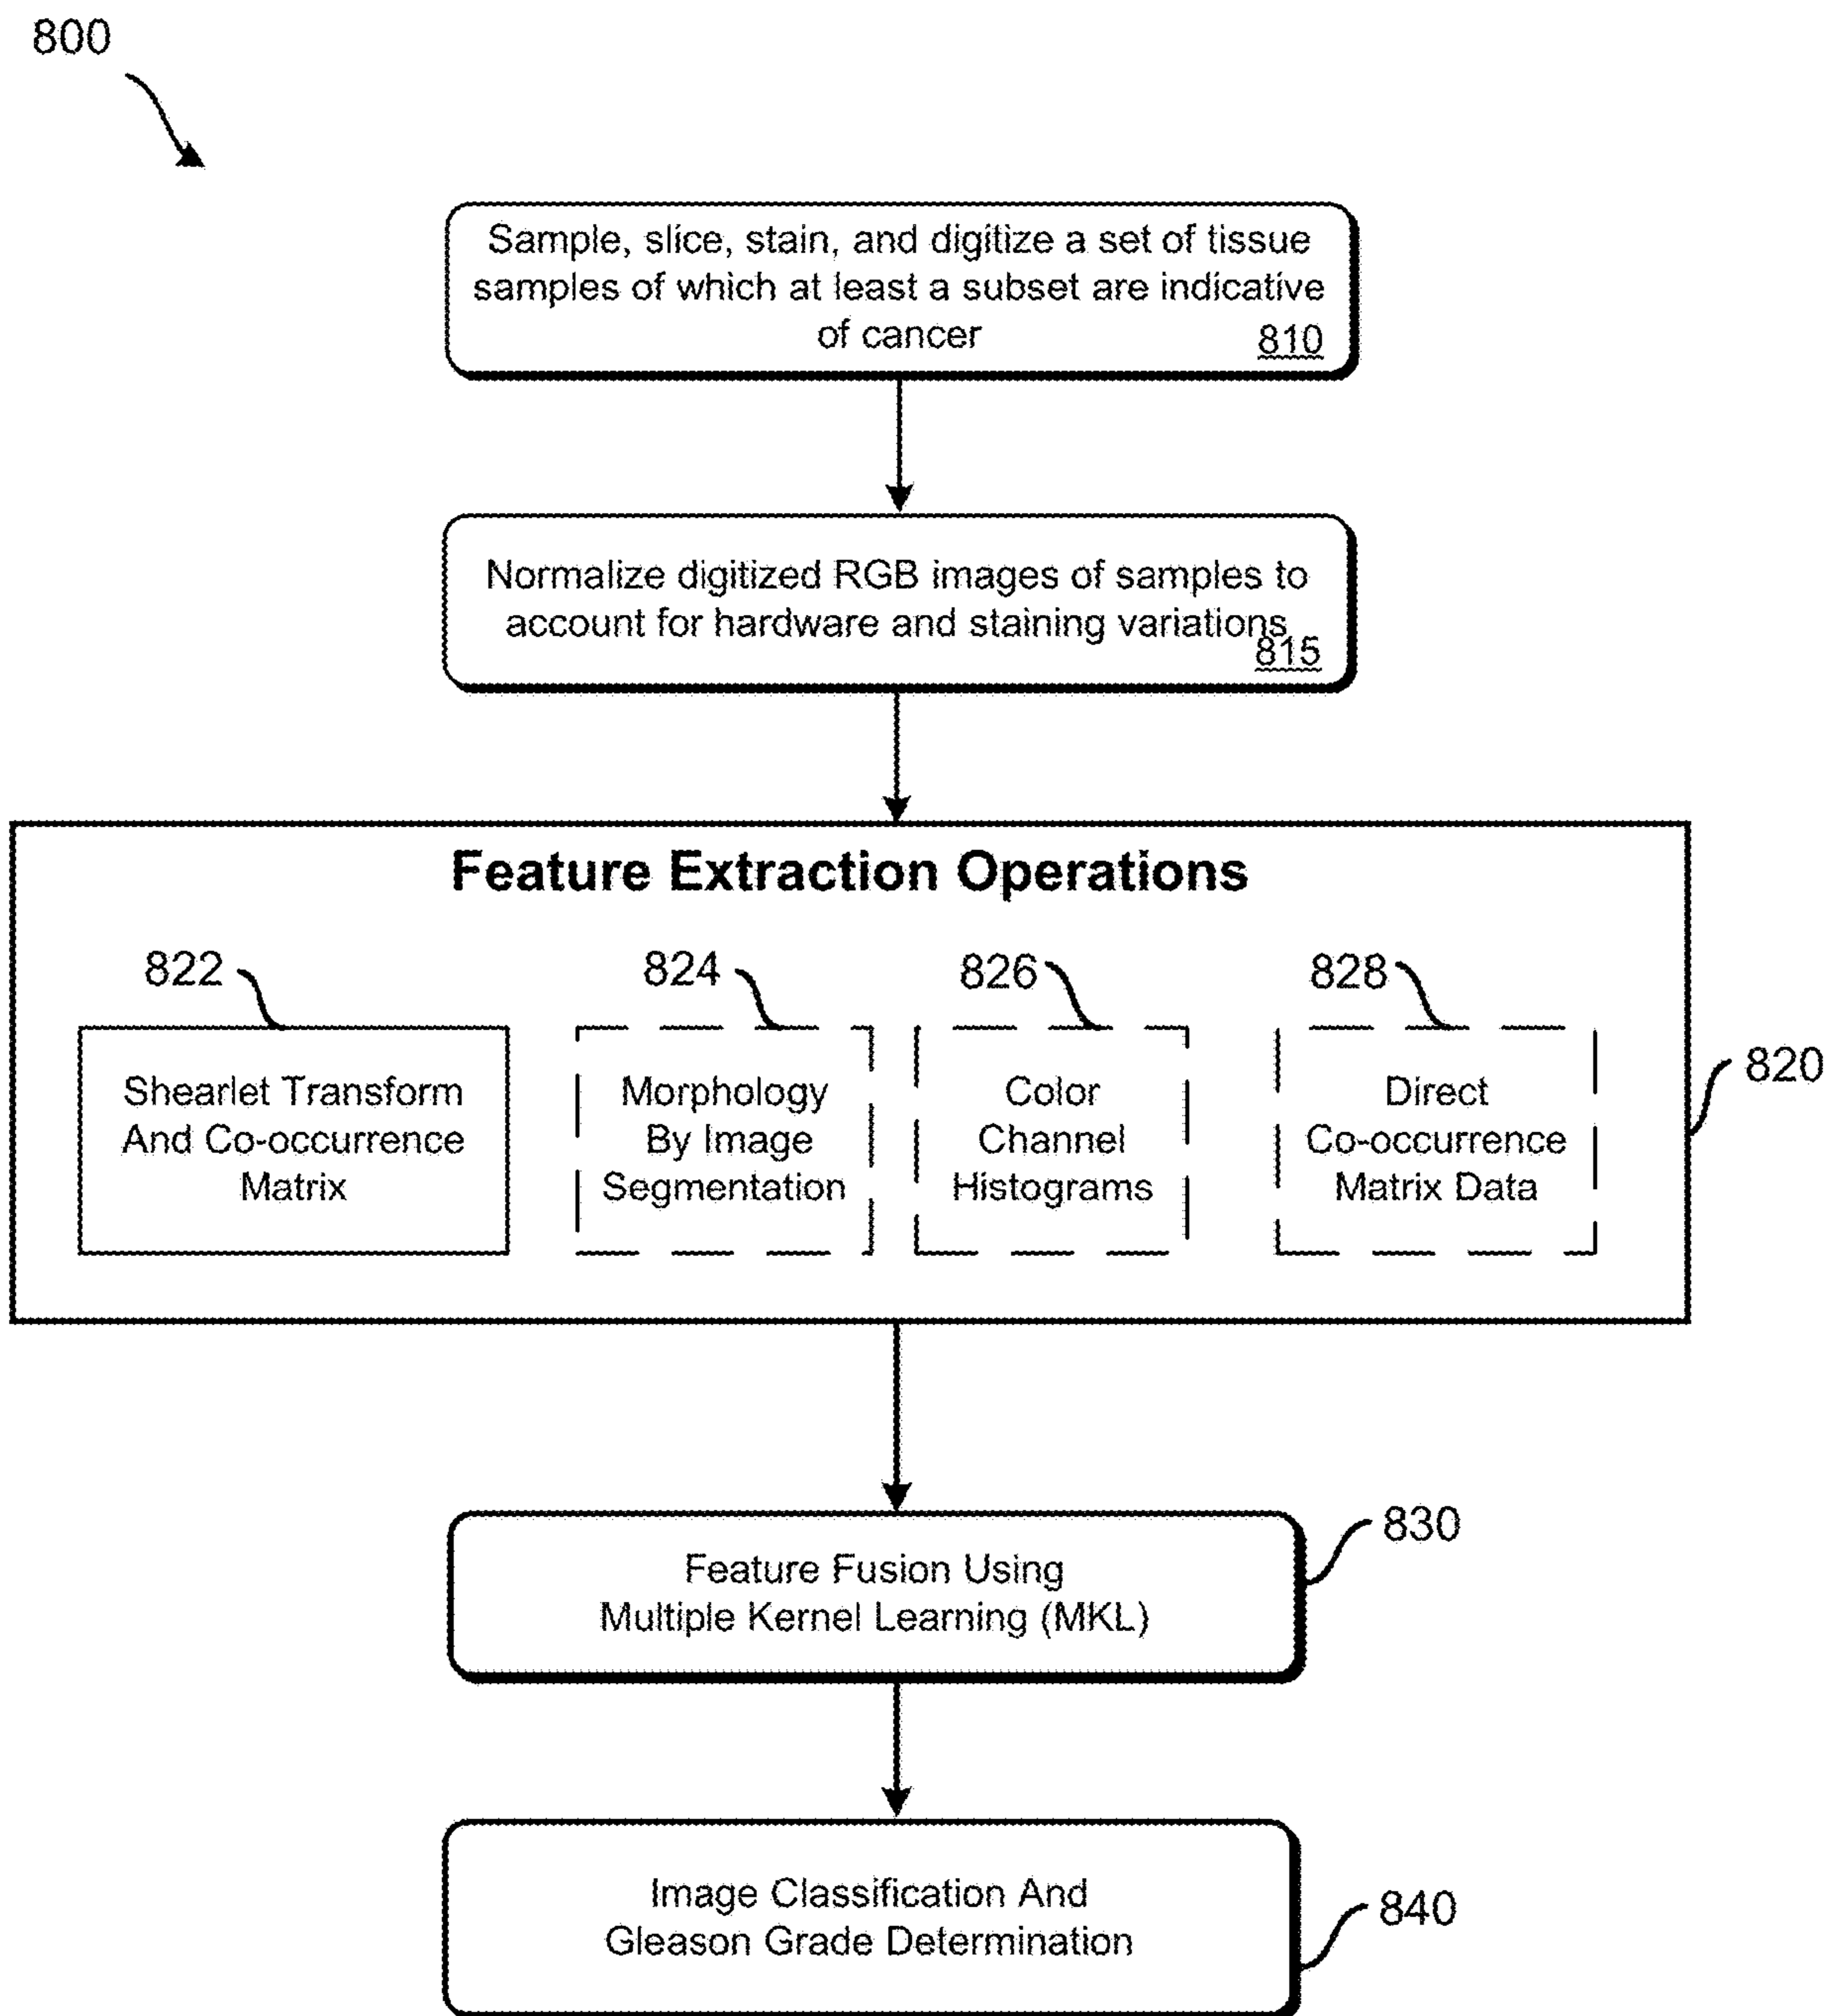 800
Sample, slice, stain, and digitize a set of tissue
samples of which at least a subset are indicative
of cancer
810
Normalize digitized RGB images of samples to
account for hardware and staining variations
815
Feature Extraction Operations
822
824
826
828
Shearlet Transform
And Co-occurrence
Matrix
Morphology
By Image
Segmentation
Color
Channel
Histograms
Direct
Co-occurrence
Matrix Data
820
Feature Fusion Using
Multiple Kernel Learning (MKL)
830
Image Classification And
Gleason Grade Determination
840